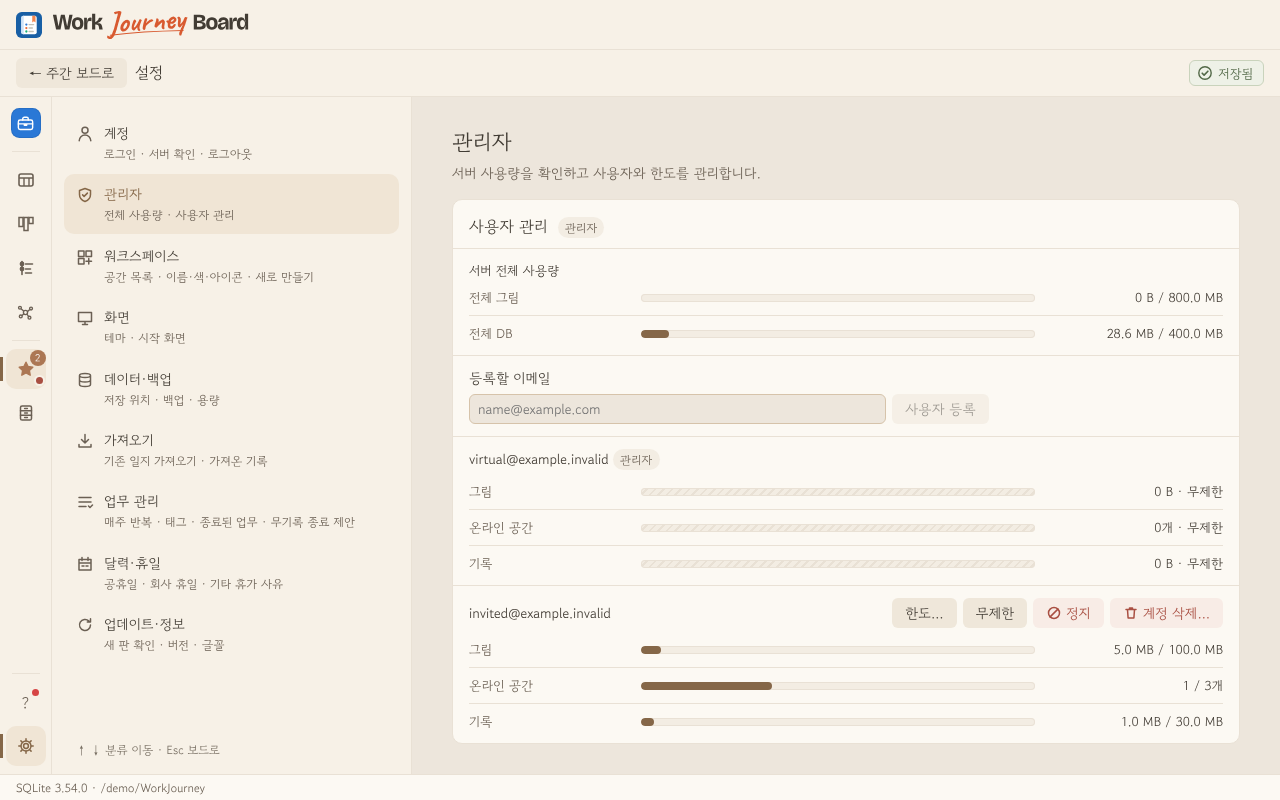 Work Journey Board
← 주간 보드로 설정
저장됨
계정
로그인 · 서버 확인 · 로그아웃
관리자
전체 사용량 · 사용자 관리
워크스페이스
공간 목록 · 이름·색·아이콘 · 새로 만들기
화면
테마 · 시작 화면
데이터·백업
저장 위치 · 백업 · 용량
가져오기
기존 일지 가져오기 · 가져온 기록
업무 관리
매주 반복 · 태그 · 종료된 업무 · 무기록 종료 제안
달력·휴일
공휴일 · 회사 휴일 · 기타 휴가 사유
업데이트·정보
새 판 확인 · 버전 · 글꼴
↑ ↓ 분류 이동 · Esc 보드로
2
?
관리자
서버 사용량을 확인하고 사용자와 한도를 관리합니다.
사용자 관리 관리자
서버 전체 사용량
전체 그림 0 B / 800.0 MB
전체 DB 28.6 MB / 400.0 MB
등록할 이메일
name@example.com 사용자 등록
virtual@example.invalid 관리자
그림 0 B · 무제한
온라인 공간 0개 · 무제한
기록 0 B · 무제한
invited@example.invalid 한도... 무제한 정지 계정 삭제...
그림 5.0 MB / 100.0 MB
온라인 공간 1 / 3개
기록 1.0 MB / 30.0 MB
SQLite 3.54.0 · /demo/WorkJourney